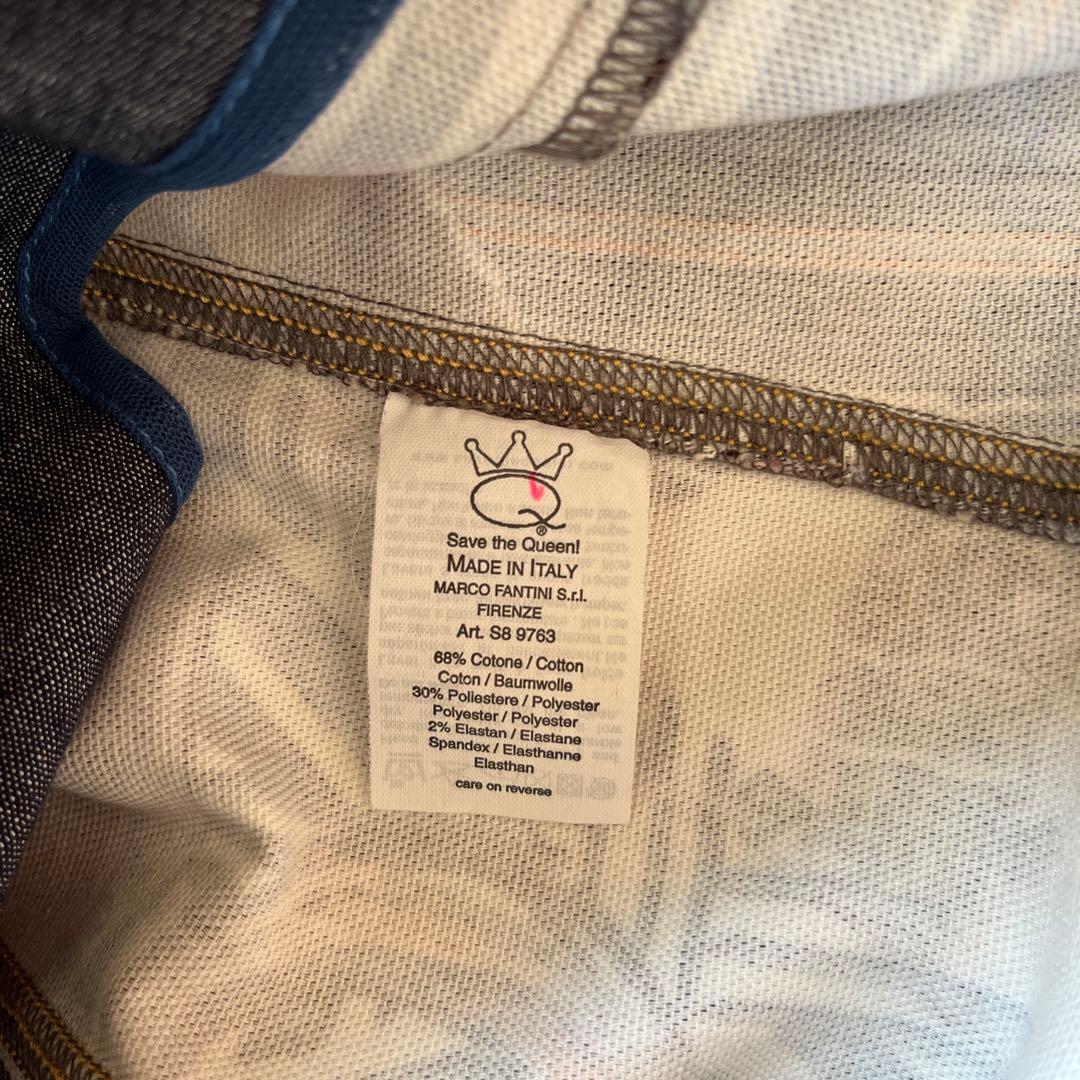 ®
Save the Queen!
MADE IN ITALY
MARCO FANTINI S.r.l.
FIRENZE
Art. S8 9763
68% Cotone / Cotton
Coton / Baumwolle
30% Poliestere / Polyester
Polyester / Polyester
2% Elastan / Elastane
Spandex / Elasthanne
Elasthan
care on reverse